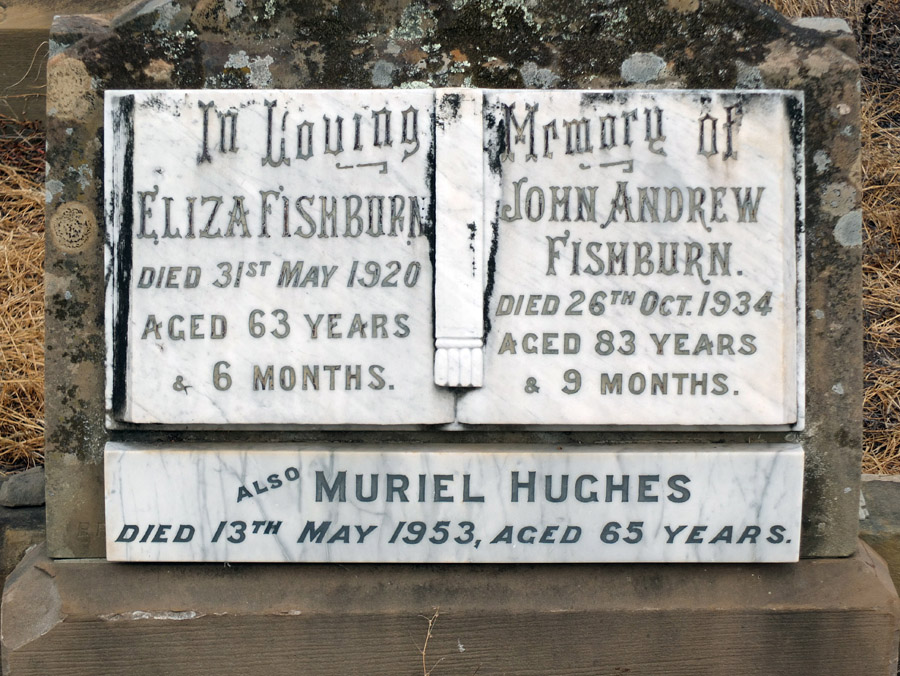 In Loving
ELIZA FISHBURN
DIED 31ST MAY 1920
AGED 63 YEARS
& 6 MONTHS.
Memory of
JOHN ANDREW
FISHBURN.
DIED 26TH OCT. 1934
AGED 83 YEARS
& 9 MONTHS.
ALSO MURIEL HUGHES
DIED 13TH MAY 1953, AGED 65 YEARS.